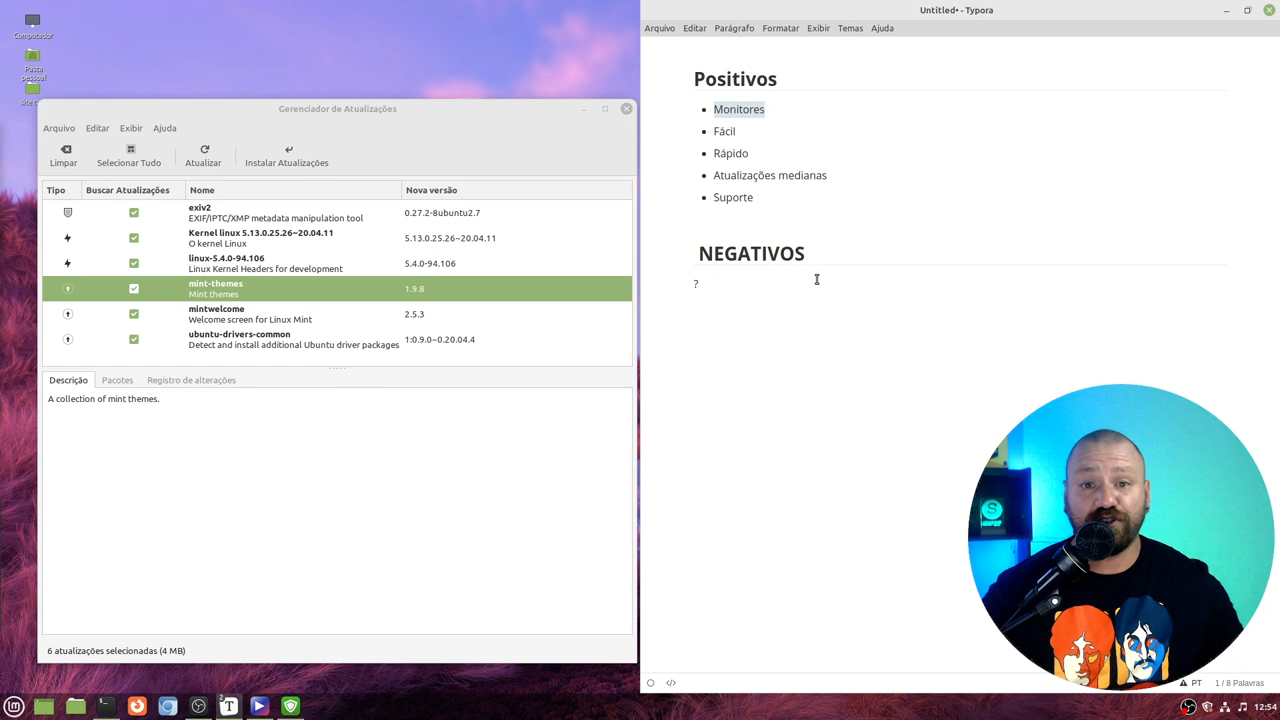 Computador
Pasta
pessoal
Gerenciador de Atualizações
Arquivo Editar Exibir Ajuda
Limpar Selecionar Tudo Atualizar Instalar Atualizações
Tipo Buscar Atualizações Nome Nova versão
exiv2
EXIF/IPTC/XMP metadata manipulation tool 0.27.2-8ubuntu2.7
Kernel linux 5.13.0.25.26~20.04.11
O kernel Linux 5.13.0.25.26~20.04.11
linux-5.4.0-94.106
Linux Kernel Headers for development 5.4.0-94.106
mint-themes
Mint themes 1.9.8
mintwelcome
Welcome screen for Linux Mint 2.5.3
ubuntu-drivers-common
Detect and install additional Ubuntu driver packages 1:0.9.0~0.20.04.4
Descrição Pacotes Registro de alterações
A collection of mint themes.
6 atualizações selecionadas (4 MB)
Untitled• - Typora
Arquivo Editar Parágrafo Formatar Exibir Temas Ajuda
Positivos
Monitores
Fácil
Rápido
Atualizações medianas
Suporte
NEGATIVOS
?
PT 1 / 8 Palavras
2
12:54